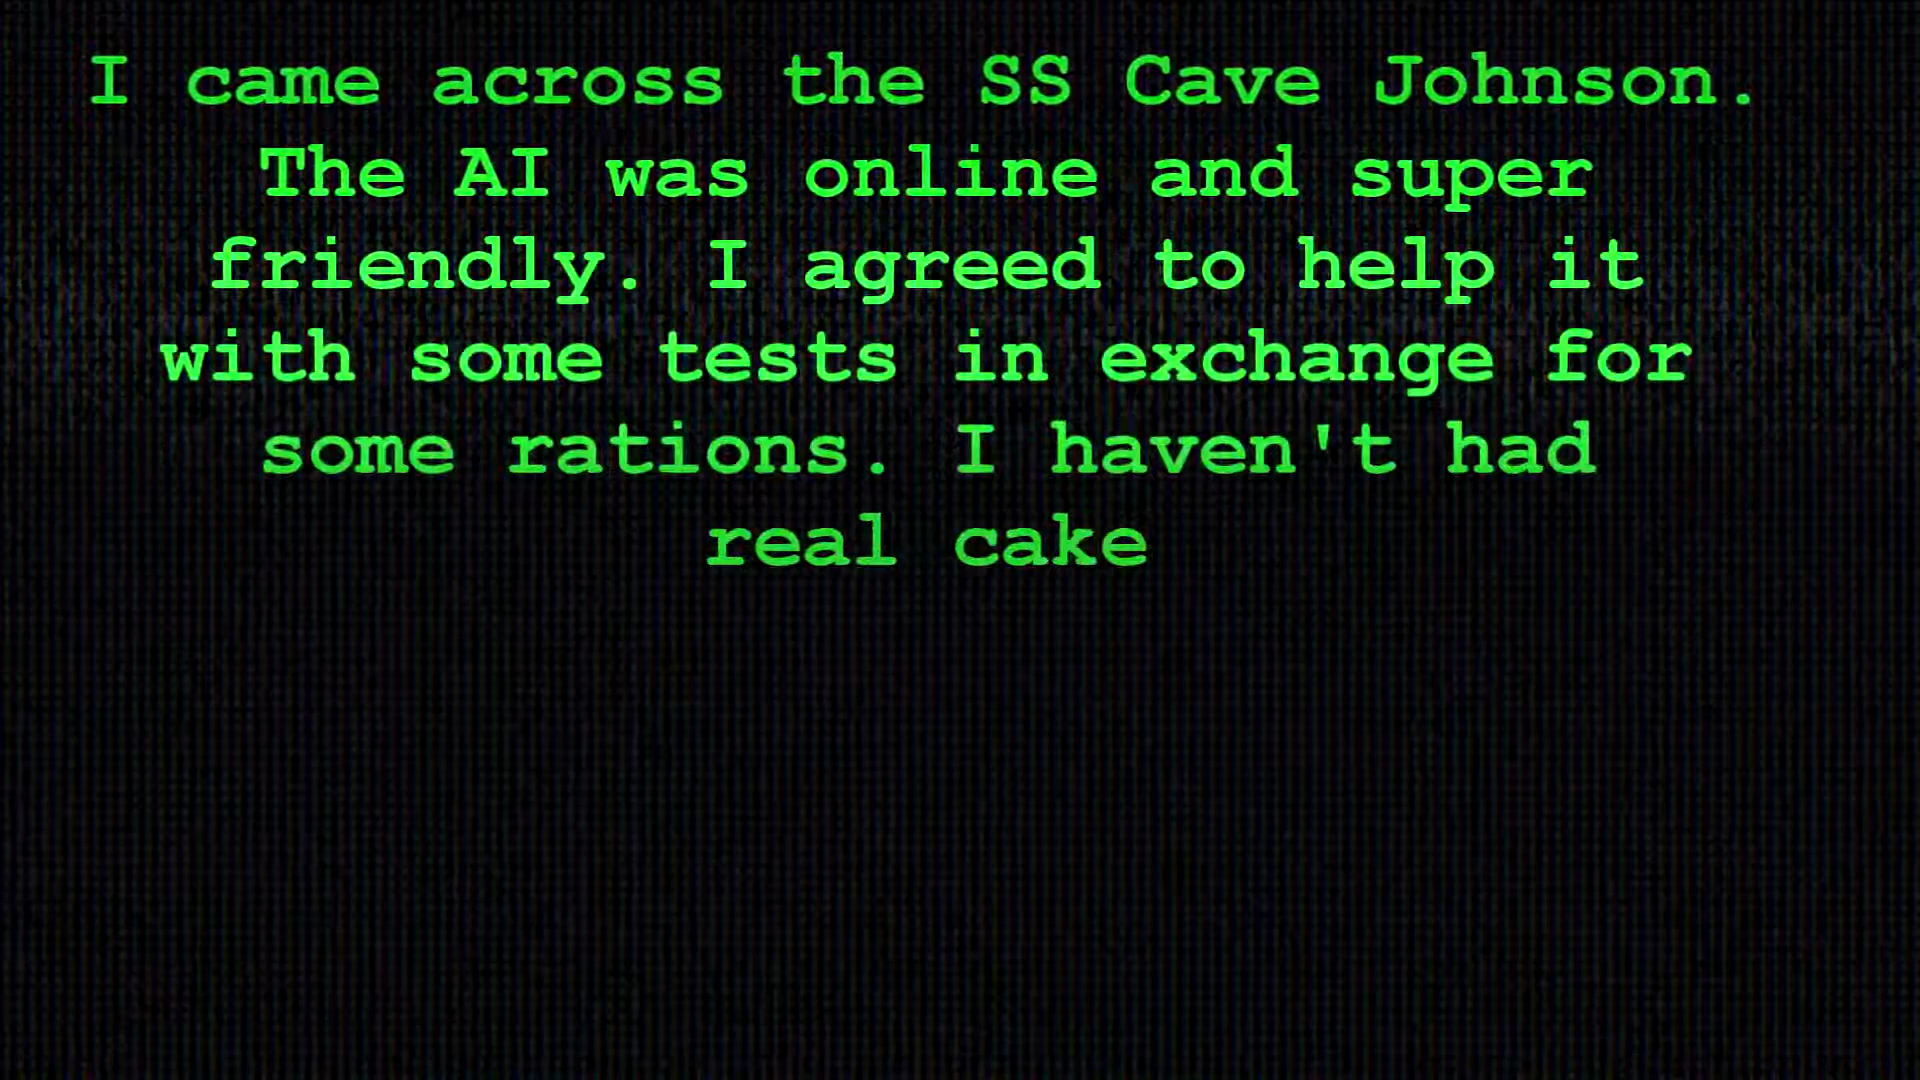 I came across the SS Cave Johnson.
The AI was online and super
friendly. I agreed to help it
with some tests in exchange for
some rations. I haven't had
real cake